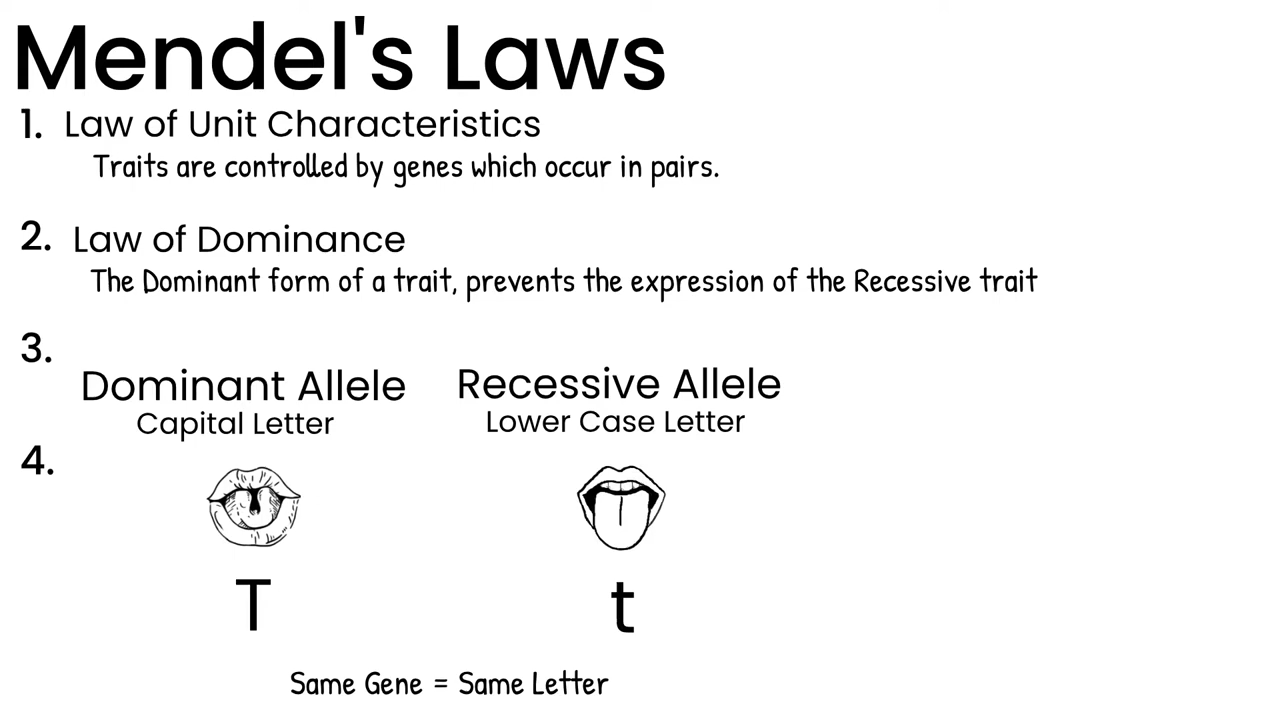 Mendel's Laws
1. Law of Unit Characteristics
Traits are controlled by genes which occur in pairs.
2. Law of Dominance
The Dominant form of a trait, prevents the expression of the Recessive trait
3.
Dominant Allele Recessive Allele
Capital Letter Lower Case Letter
4.
T t
Same Gene = Same Letter